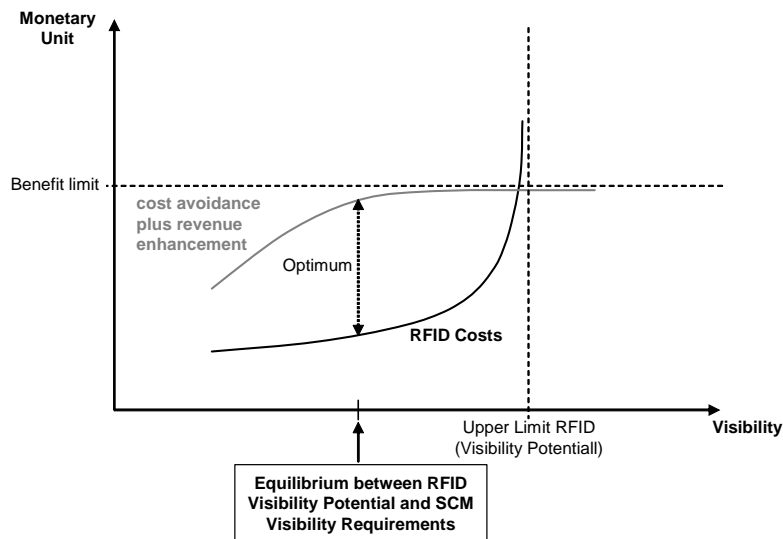 Monetary
Unit
Benefit limit
cost avoidance
plus revenue
enhancement
Optimum
RFID Costs
Upper Limit RFID
(Visibility Potentiall)
Visibility
Equilibrium between RFID
Visibility Potential and SCM
Visibility Requirements